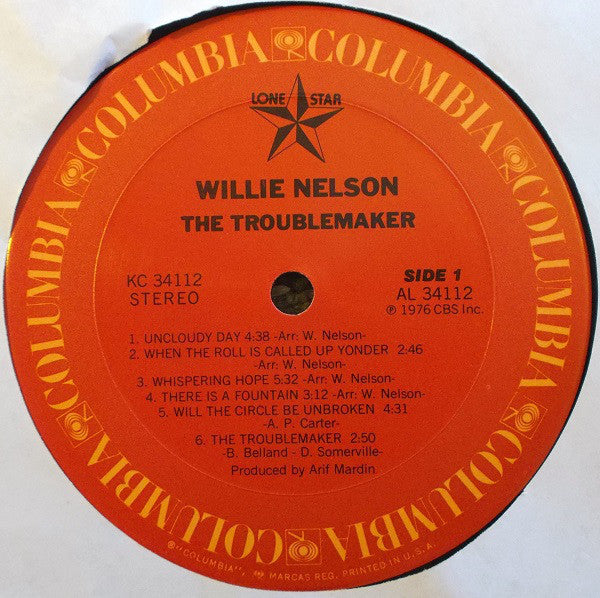 COLUMBIA COLUMBIA COLUMBIA COLUMBIA COLUMBIA COLUMBIA
LONE STAR
WILLIE NELSON
THE TROUBLEMAKER
KC 34112
STEREO
SIDE 1
AL 34112
℗ 1976 CBS Inc.
1. UNCLOUDY DAY 4:38 -Arr: W. Nelson-
2. WHEN THE ROLL IS CALLED UP YONDER 2:46
-Arr: W. Nelson-
3. WHISPERING HOPE 5:32 -Arr: W. Nelson-
4. THERE IS A FOUNTAIN 3:12 -Arr: W. Nelson-
5. WILL THE CIRCLE BE UNBROKEN 4:31
-A. P. Carter-
6. THE TROUBLEMAKER 2:50
-B. Belland - D. Somerville-
Produced by Arif Mardin
®"COLUMBIA", MARCAS REG. PRINTED IN U.S.A.